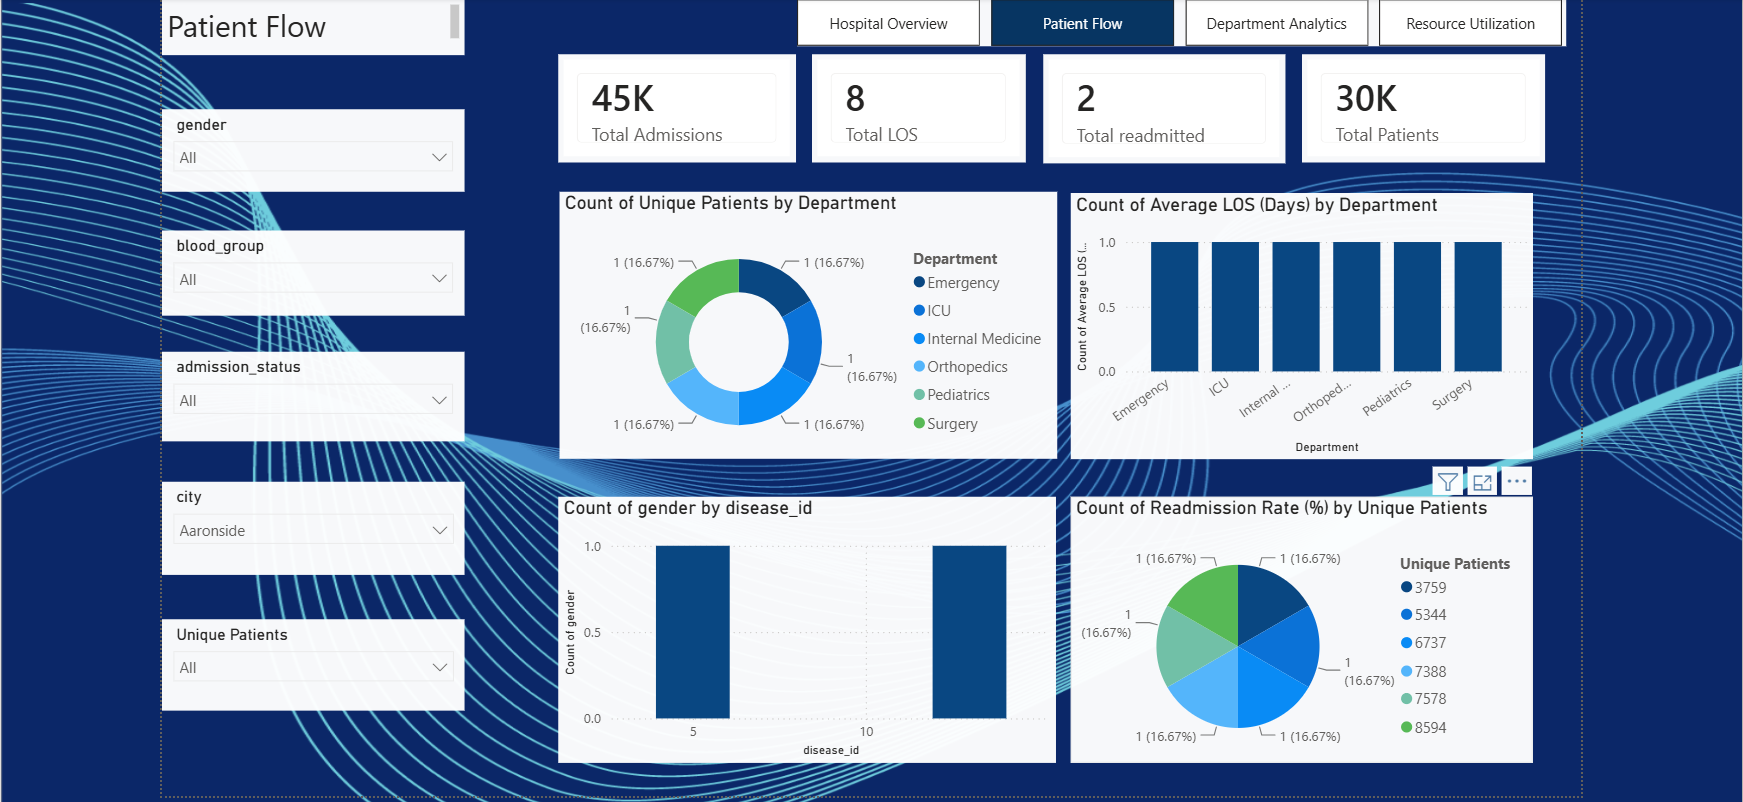 Patient Flow
Hospital Overview
Patient Flow
Department Analytics
Resource Utilization
45K
Total Admissions
8
Total LOS
2
Total readmitted
30K
Total Patients
gender
All
blood_group
All
admission_status
All
city
Aaronside
Unique Patients
All
Count of Unique Patients by Department
1 (16.67%)
1 (16.67%)
1
(16.67%)
1
(16.67%)
1 (16.67%)
1 (16.67%)
Department
Emergency
ICU
Internal Medicine
Orthopedics
Pediatrics
Surgery
Count of Average LOS (Days) by Department
Count of Average LOS (...
1.0
0.5
0.0
Emergency
ICU
Internal ...
Orthoped...
Pediatrics
Surgery
Department
Count of gender by disease_id
Count of gender
1.0
0.5
0.0
5
10
disease_id
Count of Readmission Rate (%) by Unique Patients
1 (16.67%)
1 (16.67%)
1
(16.67%)
1
(16.67%)
1 (16.67%)
1 (16.67%)
Unique Patients
3759
5344
6737
7388
7578
8594